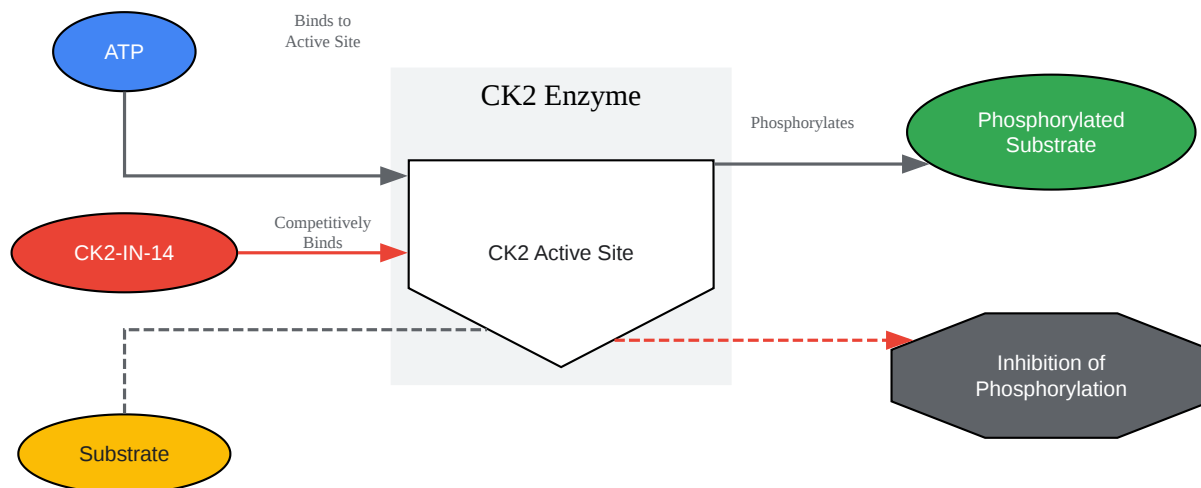 ATP
Binds to
Active Site
CK2 Enzyme
Phosphorylates
Phosphorylated
Substrate
Competitively
Binds
CK2-IN-14
CK2 Active Site
Inhibition of
Phosphorylation
Substrate